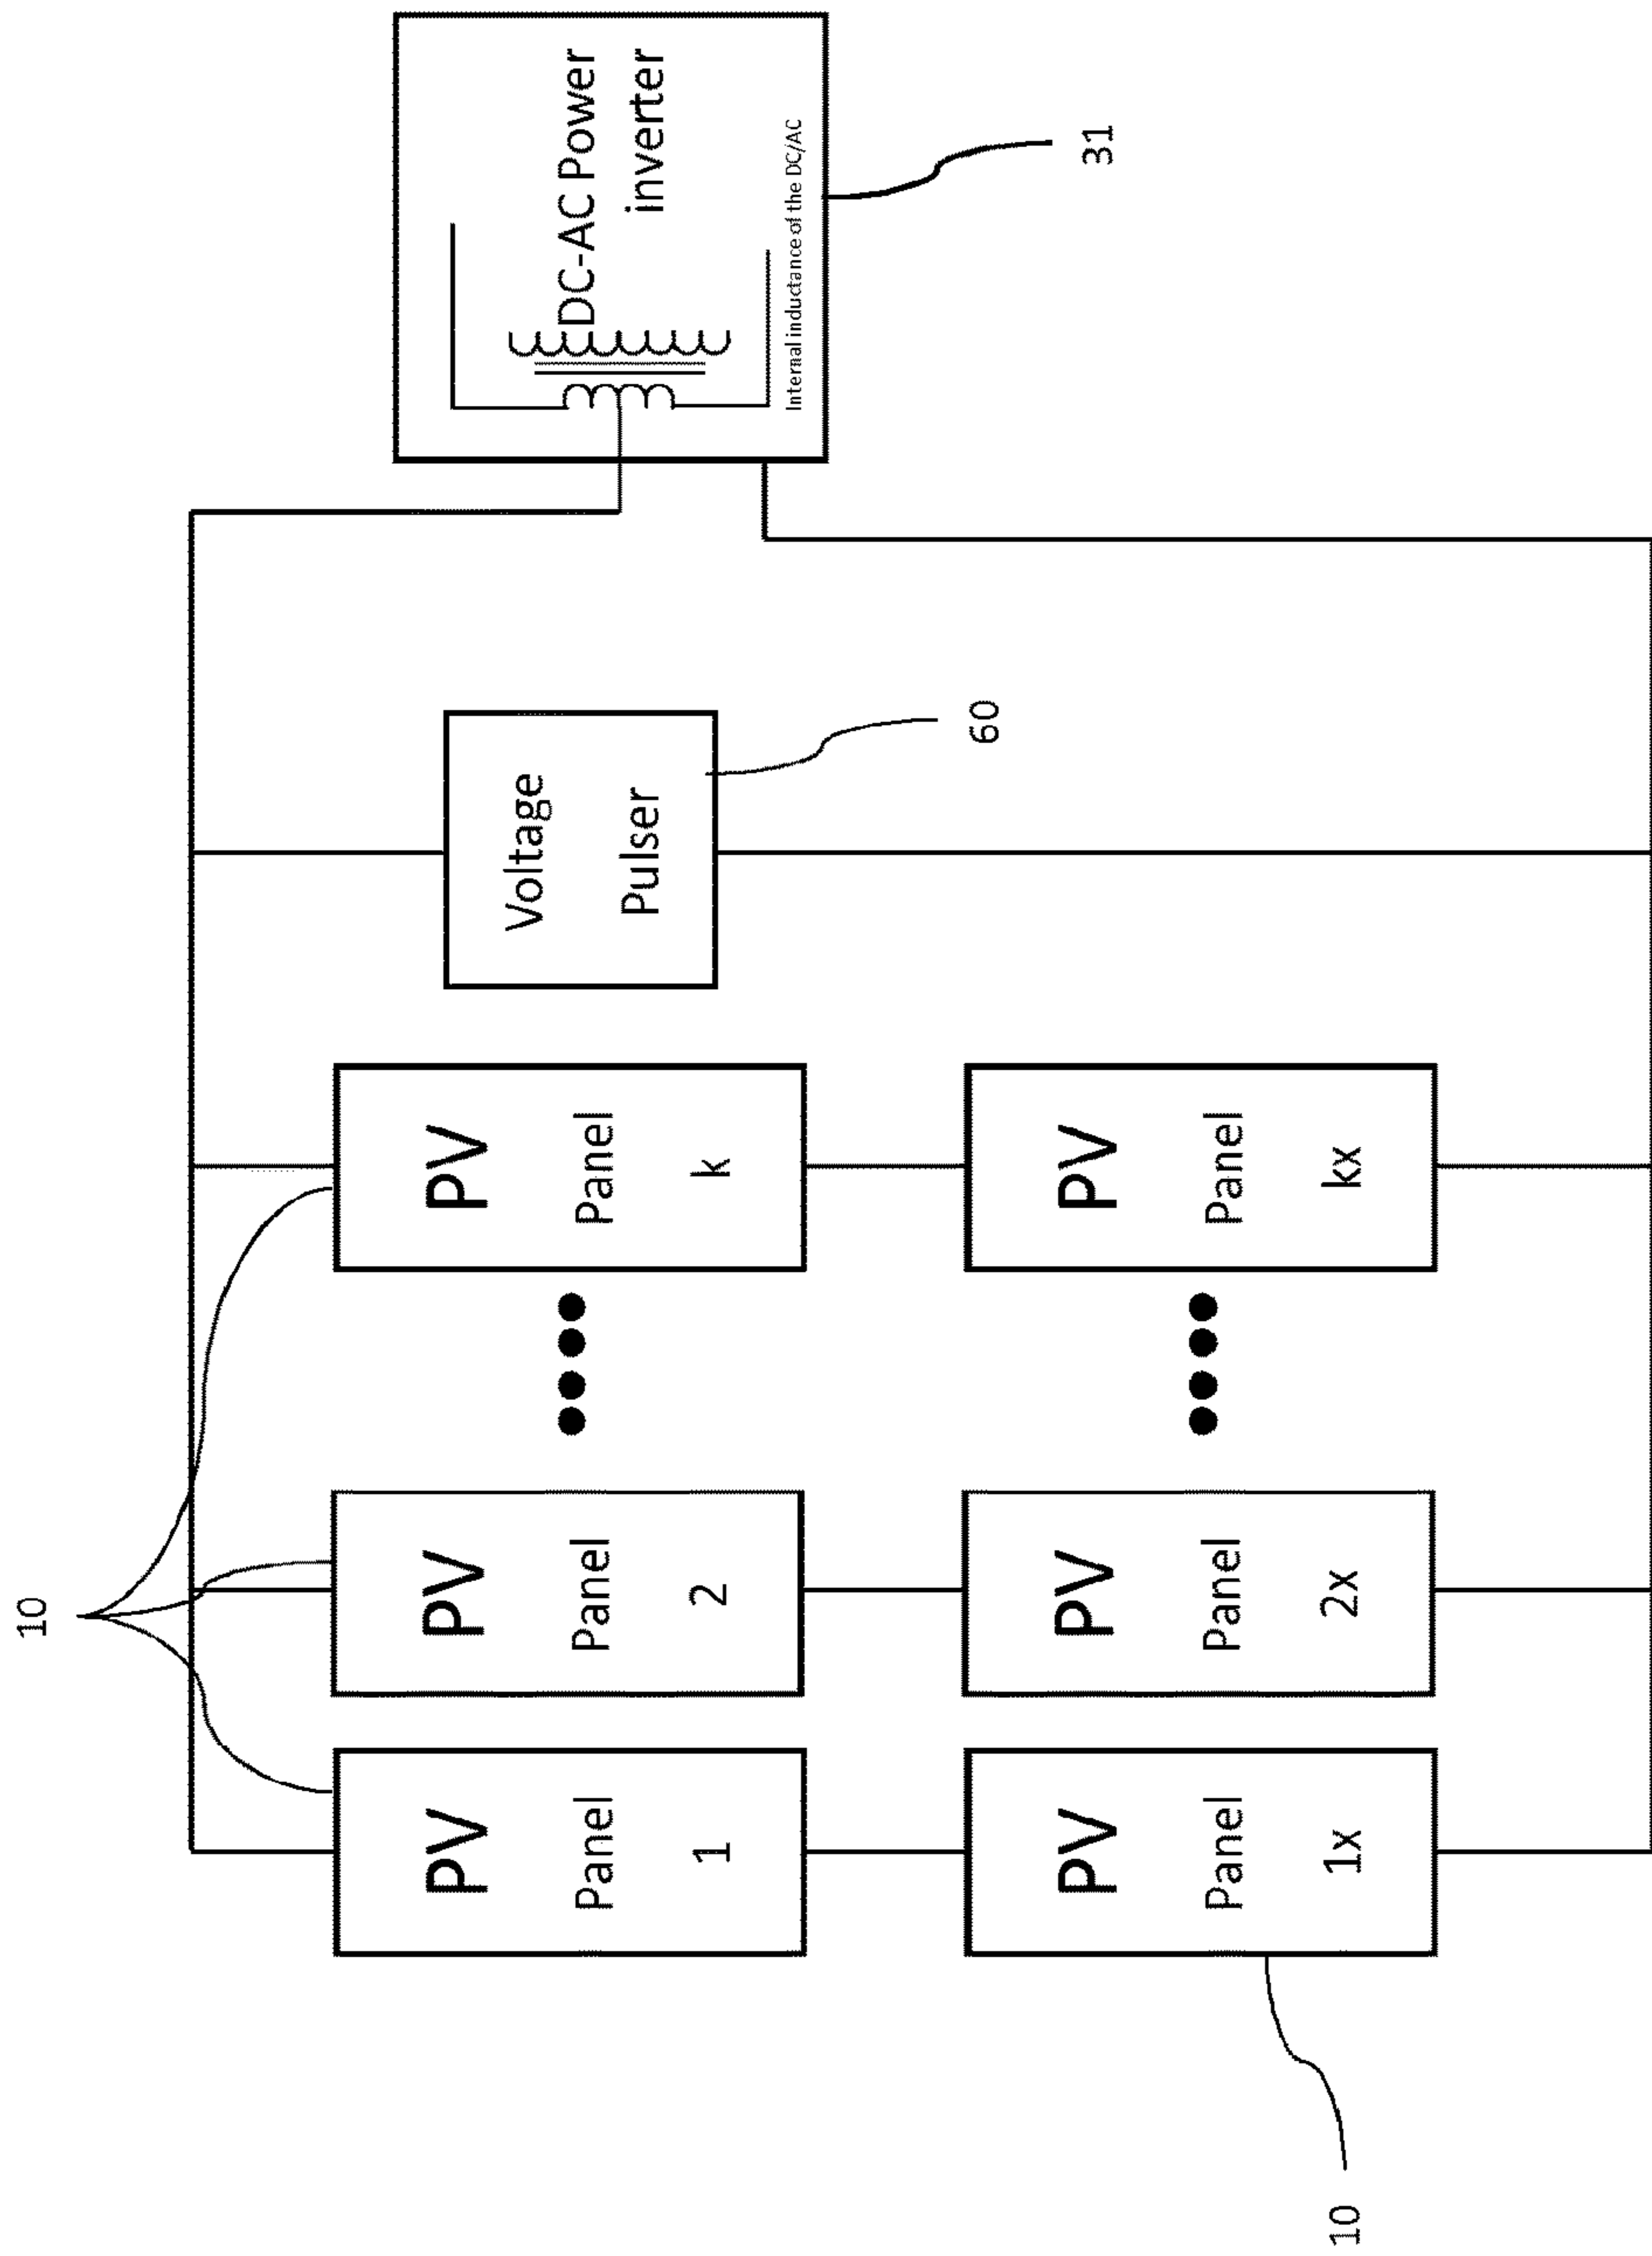 10
PV
Panel
1
PV
Panel
2
PV
Panel
k
Voltage
Pulser
60
DC-AC Power
inverter
Internal inductance of the DC/AC
31
PV
Panel
1x
PV
Panel
2x
PV
Panel
kx
10